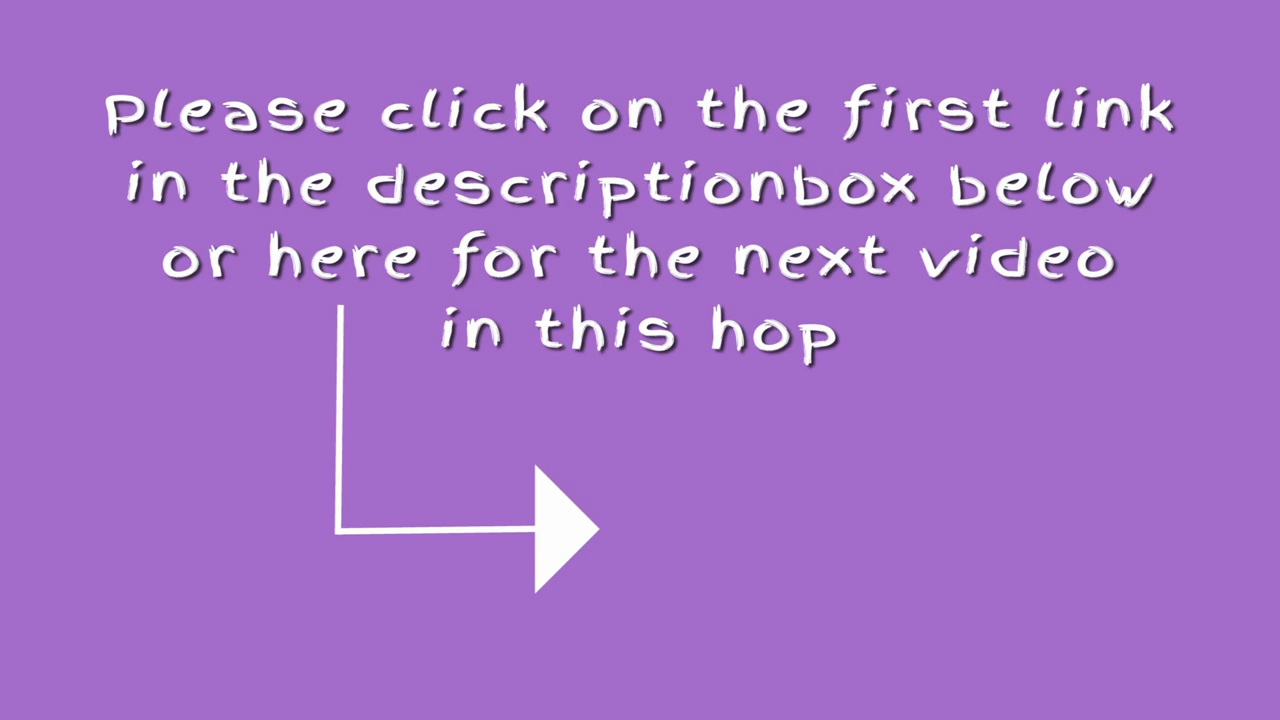 Please click on the first link
in the descriptionbox below
or here for the next video
in this hop